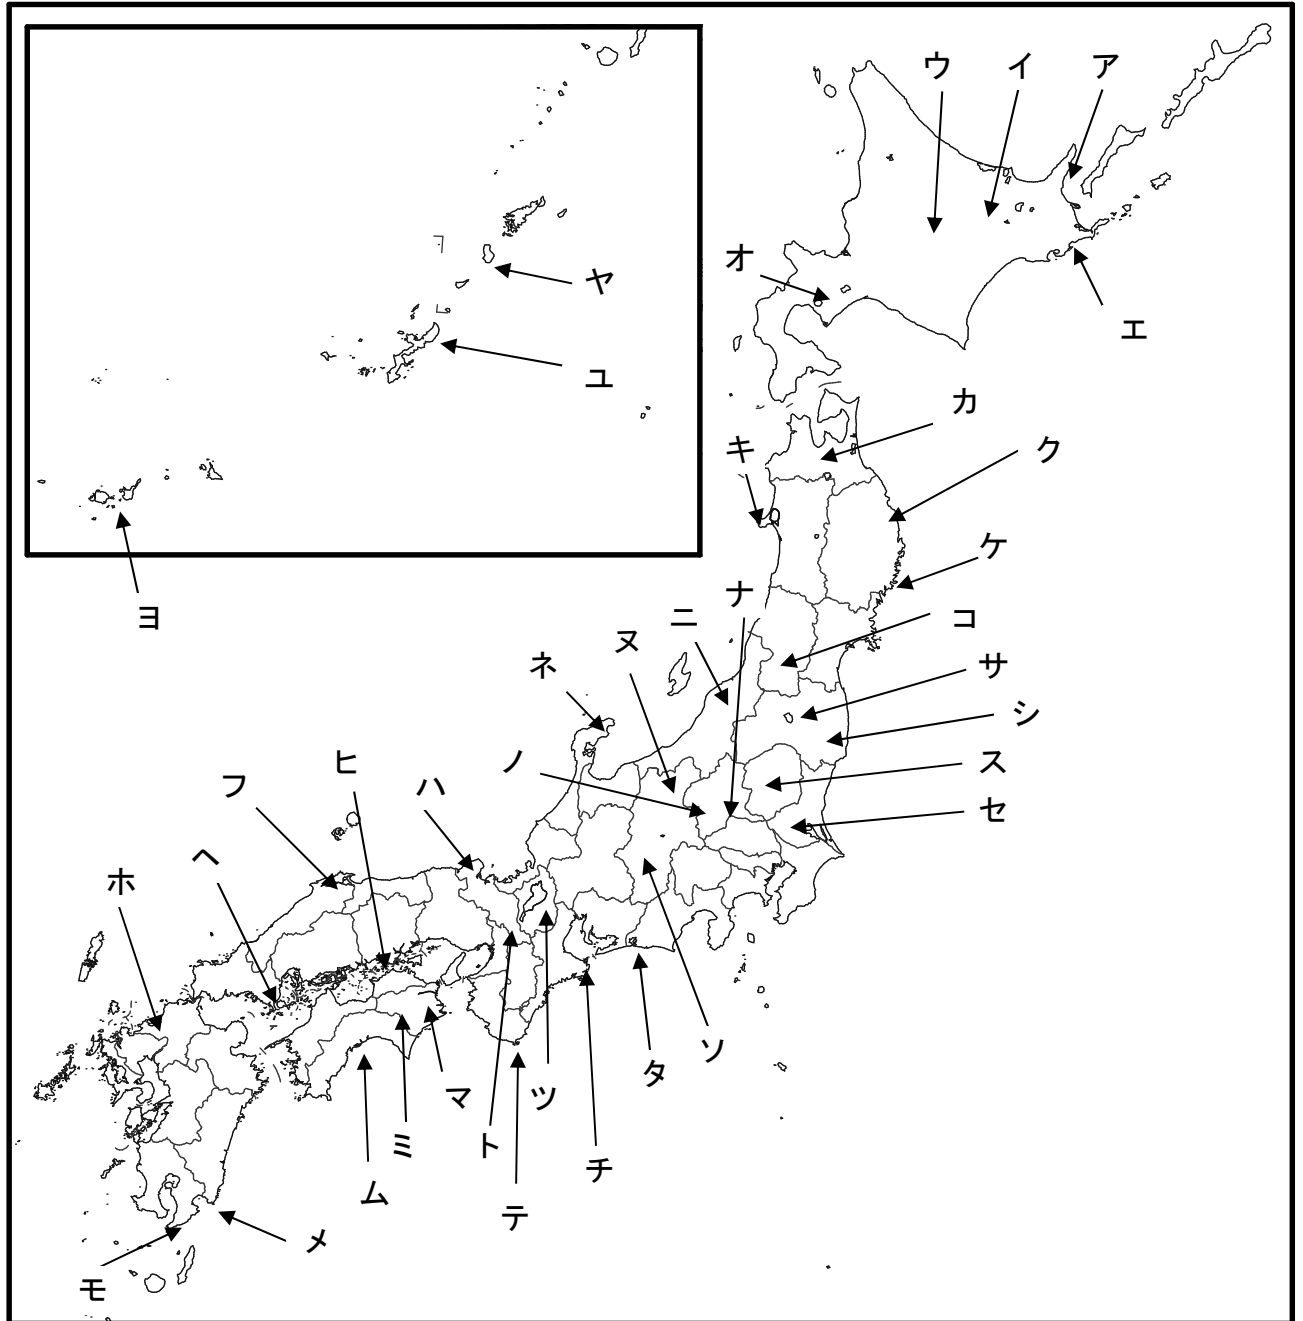 ウ
イ
ア
オ
ヤ
エ
ユ
カ
キ
ク
ケ
ヨ
ナ
ニ
コ
ヌ
ネ
サ
シ
ヒ
ノ
ス
フ
ハ
セ
ヘ
ホ
ソ
タ
マ
ツ
ミ
ト
チ
ム
テ
メ
モ